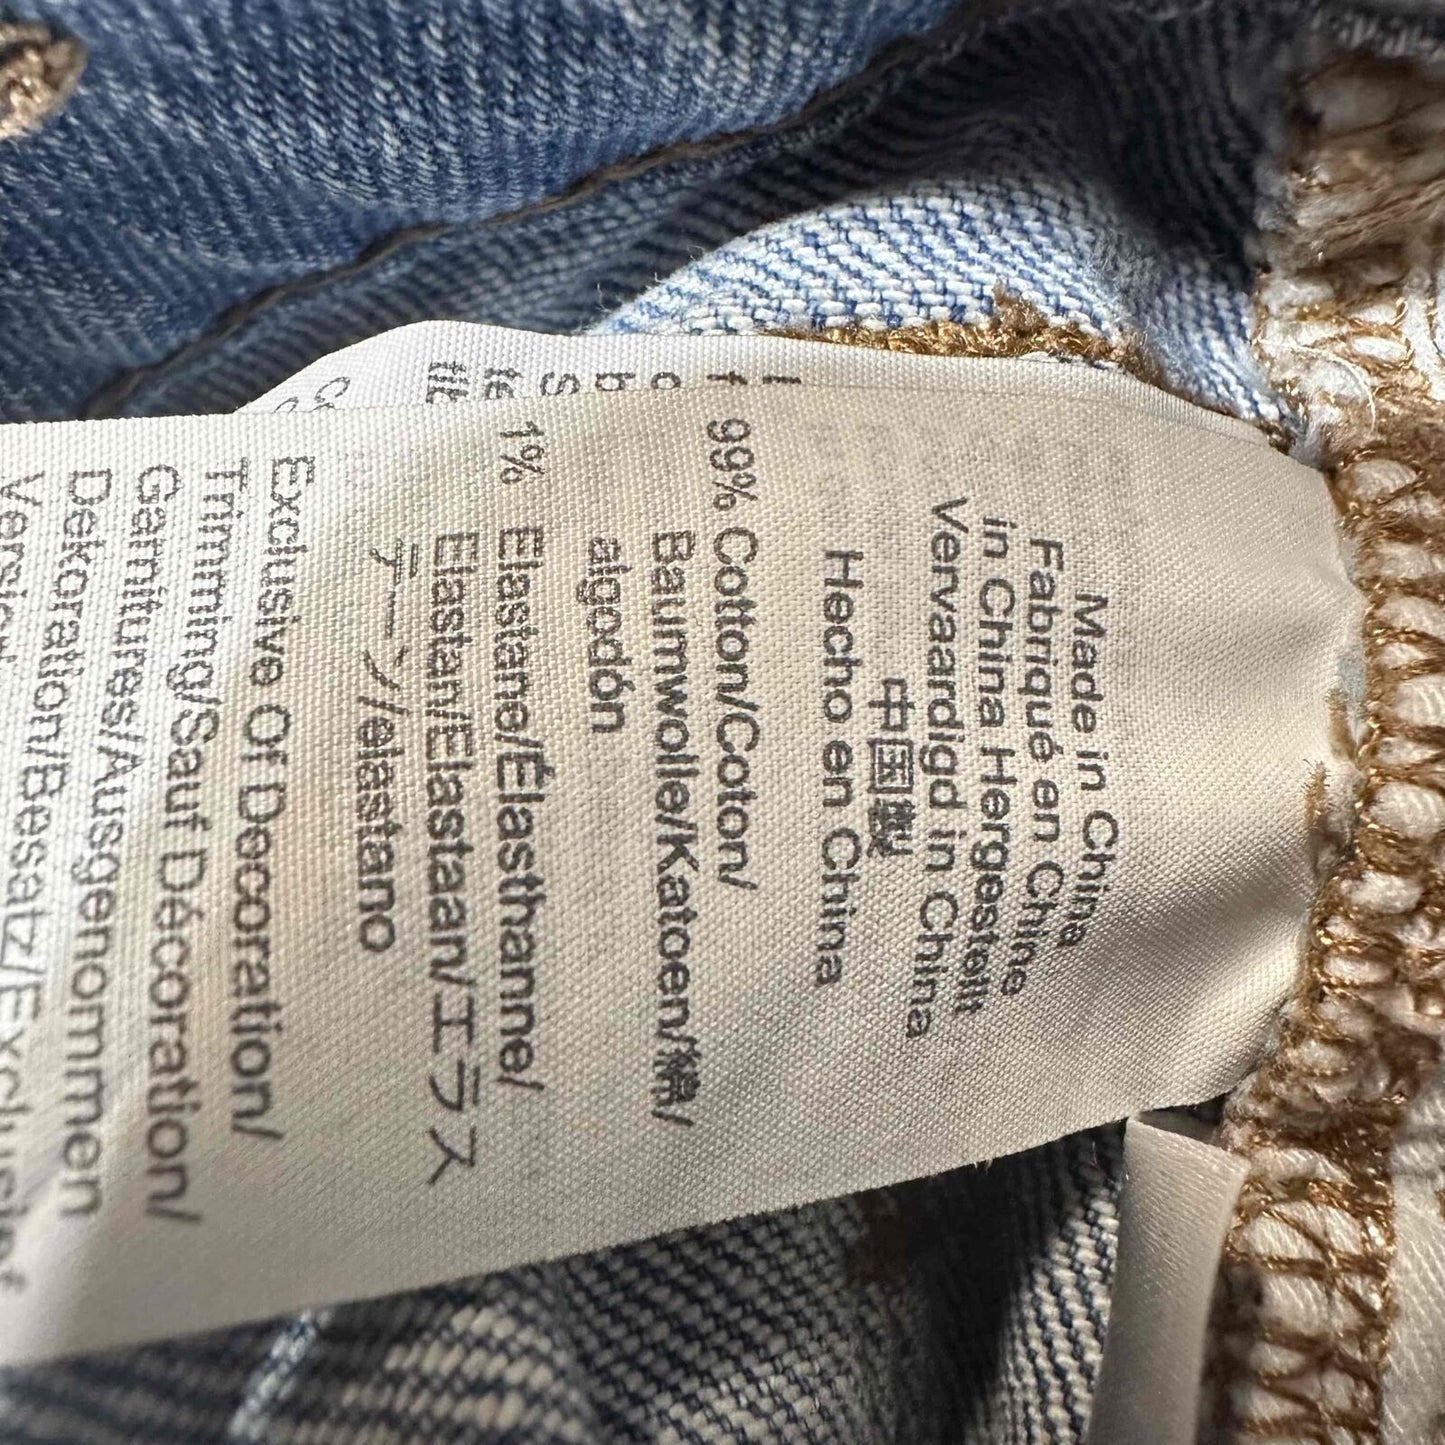 Made in China
Fabriqué en Chine
in China Hergestellt
Vervaardigd in China
中国製
Hecho en China
99% Cotton/Coton/
Baumwolle/Katoen/綿/
algodón
1% Elastane/Élasthanne/
Elastan/Elastaan/エラス
テーン/elastano
Exclusive Of Decoration/
Trimming/Sauf Décoration/
Garnitures/Ausgenommen
Dekoration/Besatz/Exclusief